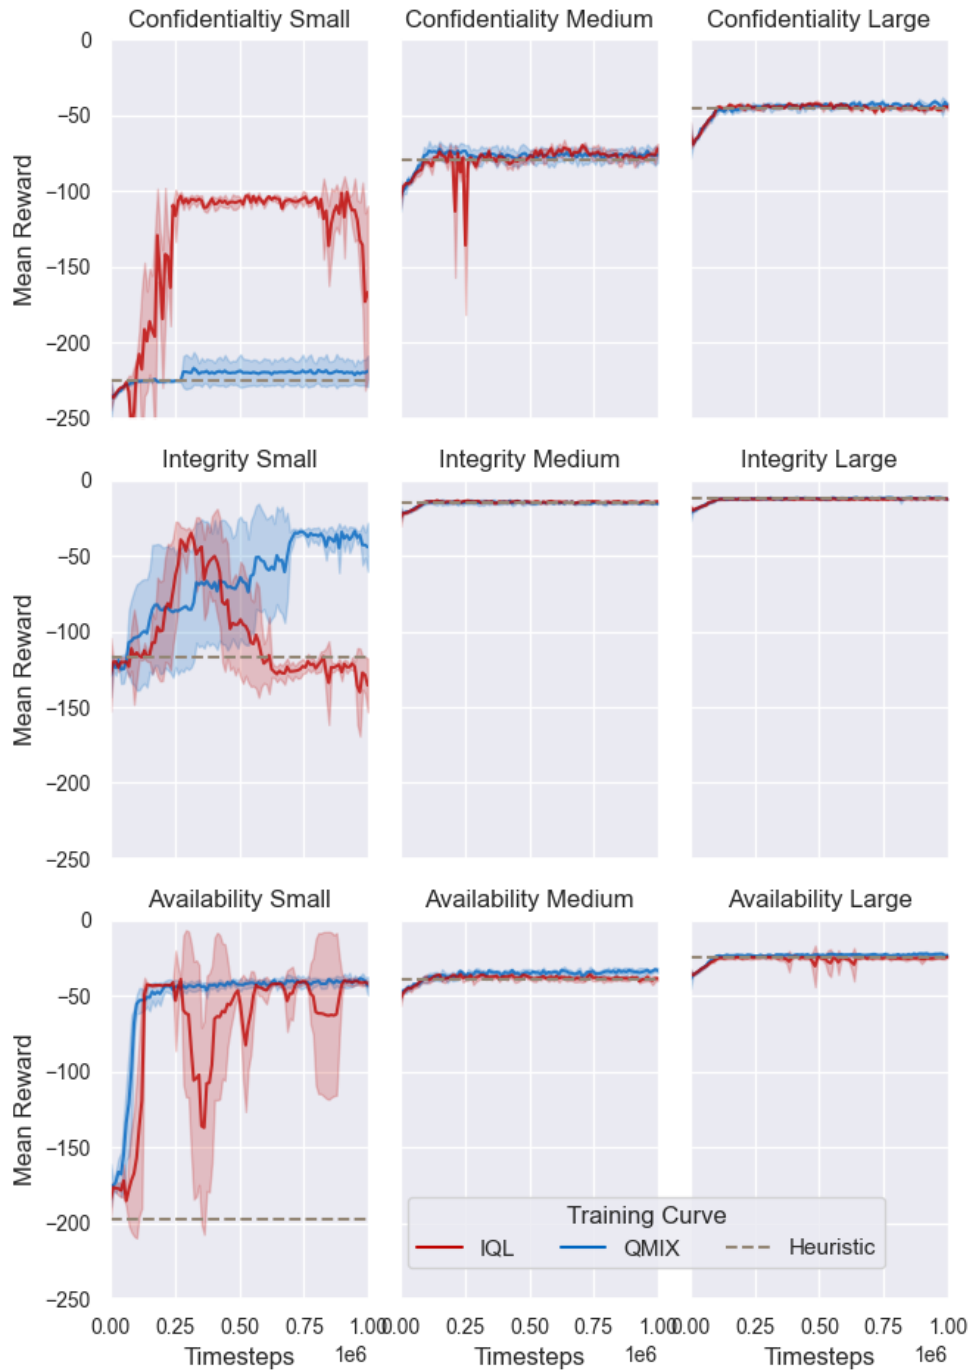 Confidentialtiy Small
Confidentiality Medium
Confidentiality Large
0
−50
−100
−150
−200
−250
Mean Reward
Integrity Small
Integrity Medium
Integrity Large
0
−50
−100
−150
−200
−250
Mean Reward
Availability Small
Availability Medium
Availability Large
0
−50
−100
−150
−200
−250
Mean Reward
Training Curve
IQL QMIX Heuristic
0.00 0.25 0.50 0.75 1.00
0.00 0.25 0.50 0.75 1.00
0.00 0.25 0.50 0.75 1.00
Timesteps 1e6
Timesteps 1e6
Timesteps 1e6